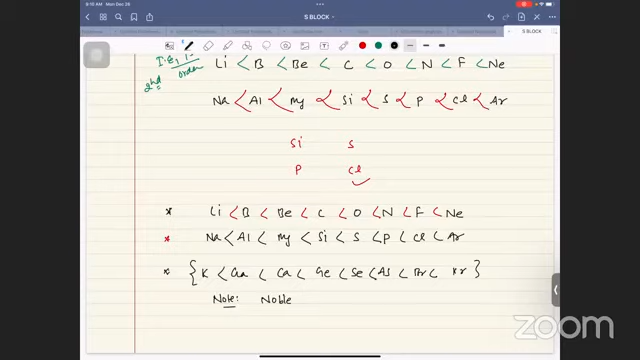 9:10 AM Mon Dec 26
S BLOCK
S BLOCK
I.E₁
order
Li < B < Be < C < O < N < F < Ne
2nd
Na < Al < Mg < Si < S < P < Cl < Ar
Si S
P Cl
* Li < B < Be < C < O < N < F < Ne
* Na < Al < Mg < Si < S < P < Cl < Ar
* { K < Ga < Ca < Ge < Se < AS < Br < Kr }
Note: Noble
zoom